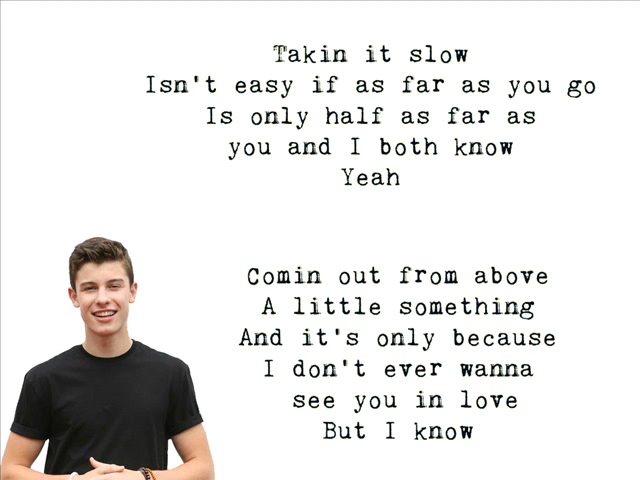 Takin it slow
Isn't easy if as far as you go
Is only half as far as
you and I both know
Yeah
Comin out from above
A little something
And it's only because
I don't ever wanna
see you in love
But I know